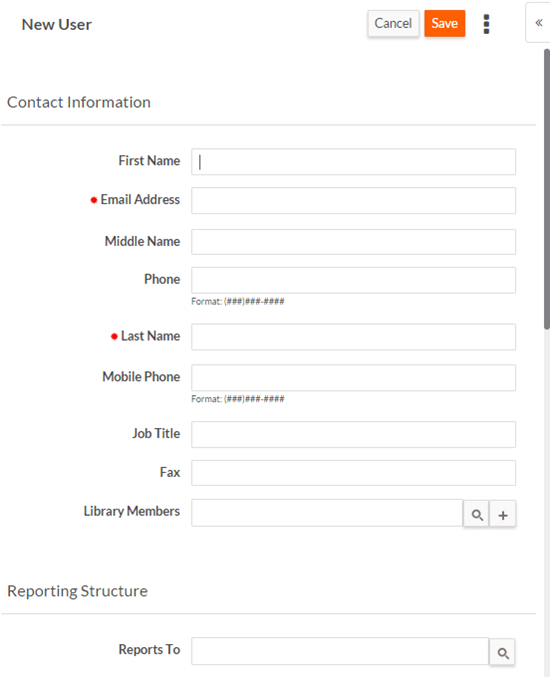 New User
Cancel
Save
«
Contact Information
First Name
Email Address
Middle Name
Phone
Format: (###)###-####
Last Name
Mobile Phone
Format: (###)###-####
Job Title
Fax
Library Members
+
Reporting Structure
Reports To